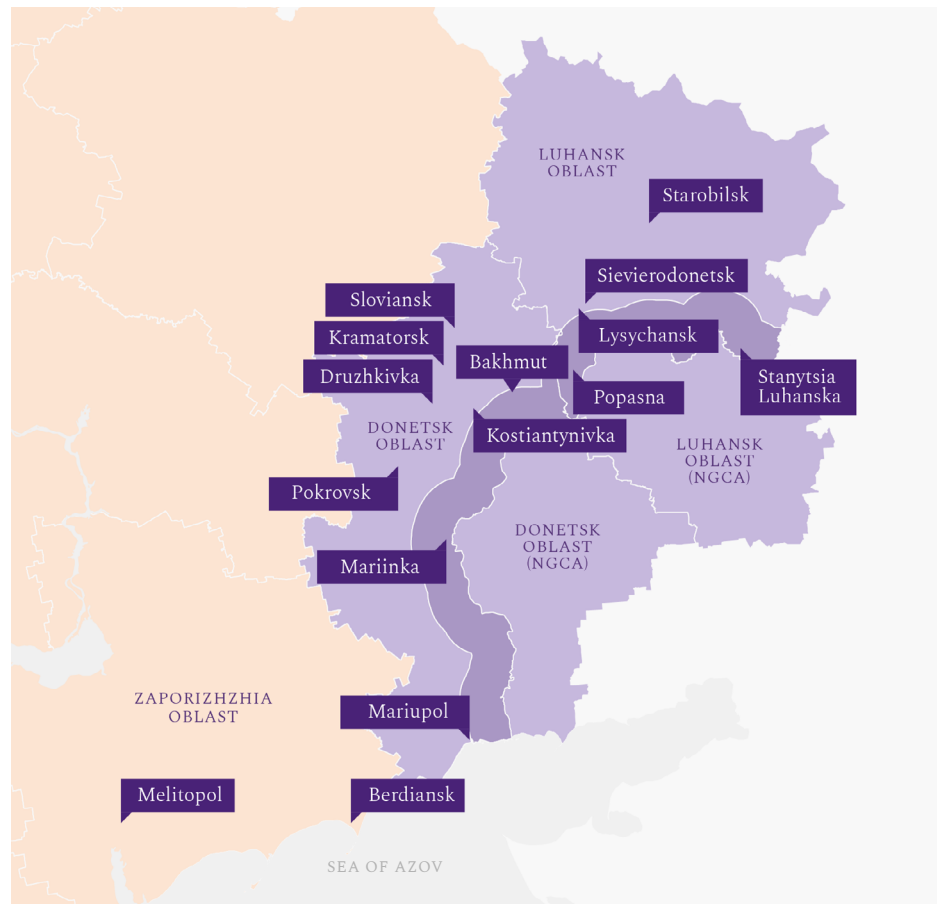 LUHANSK
OBLAST
Starobilsk
Sievierodonetsk
Sloviansk
Kramatorsk
Lysychansk
Bakhmut
Druzhkivka
Stanytsia
Luhanska
Popasna
DONETSK
OBLAST
Kostiantynivka
LUHANSK
OBLAST
(NGCA)
Pokrovsk
DONETSK
OBLAST
(NGCA)
Mariinka
ZAPORIZHZHIA
OBLAST
Mariupol
Melitopol
Berdiansk
SEA OF AZOV